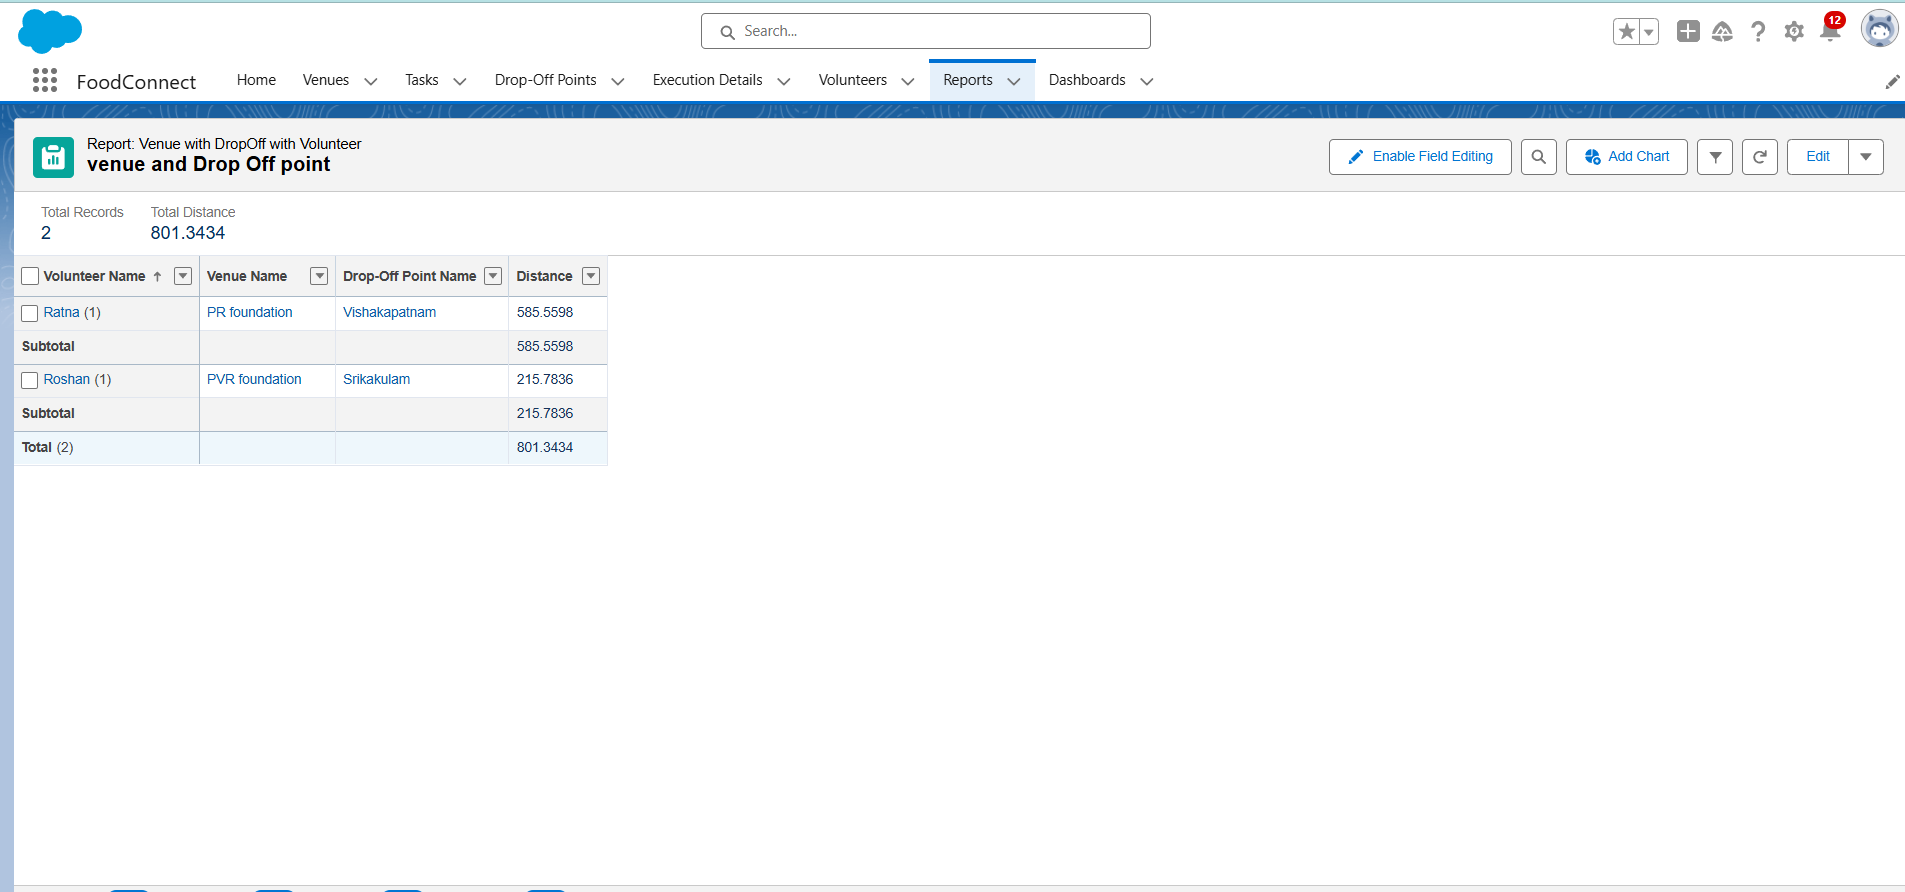 Search...
12
FoodConnect Home Venues Tasks Drop-Off Points Execution Details Volunteers Reports Dashboards
Report: Venue with DropOff with Volunteer
venue and Drop Off point
Enable Field Editing Add Chart Edit
Total Records Total Distance
2 801.3434
Volunteer Name ↑ Venue Name Drop-Off Point Name Distance
Ratna (1) PR foundation Vishakapatnam 585.5598
Subtotal 585.5598
Roshan (1) PVR foundation Srikakulam 215.7836
Subtotal 215.7836
Total (2) 801.3434